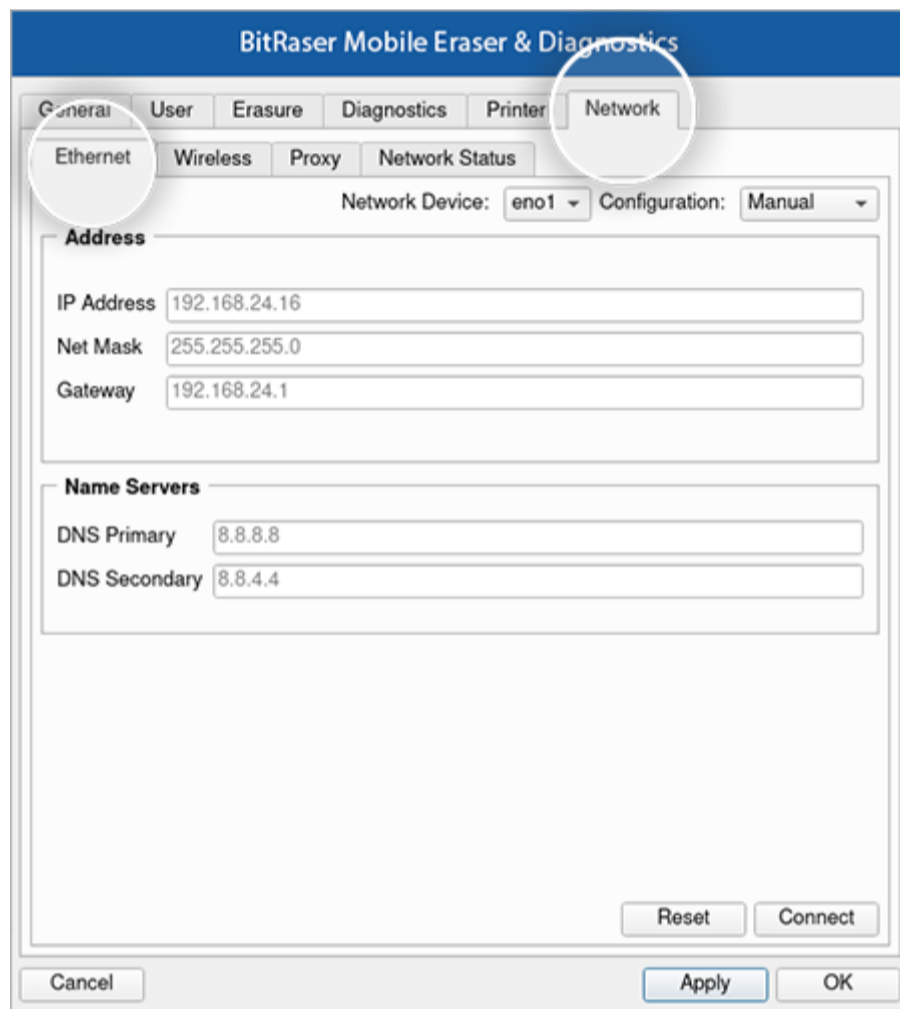 BitRaser Mobile Eraser & Diagnostics
General User Erasure Diagnostics Printer Network
Ethernet Wireless Proxy Network Status
Network Device: eno1 Configuration: Manual
Address
IP Address 192.168.24.16
Net Mask 255.255.255.0
Gateway 192.168.24.1
Name Servers
DNS Primary 8.8.8.8
DNS Secondary 8.8.4.4
Reset Connect
Cancel Apply OK